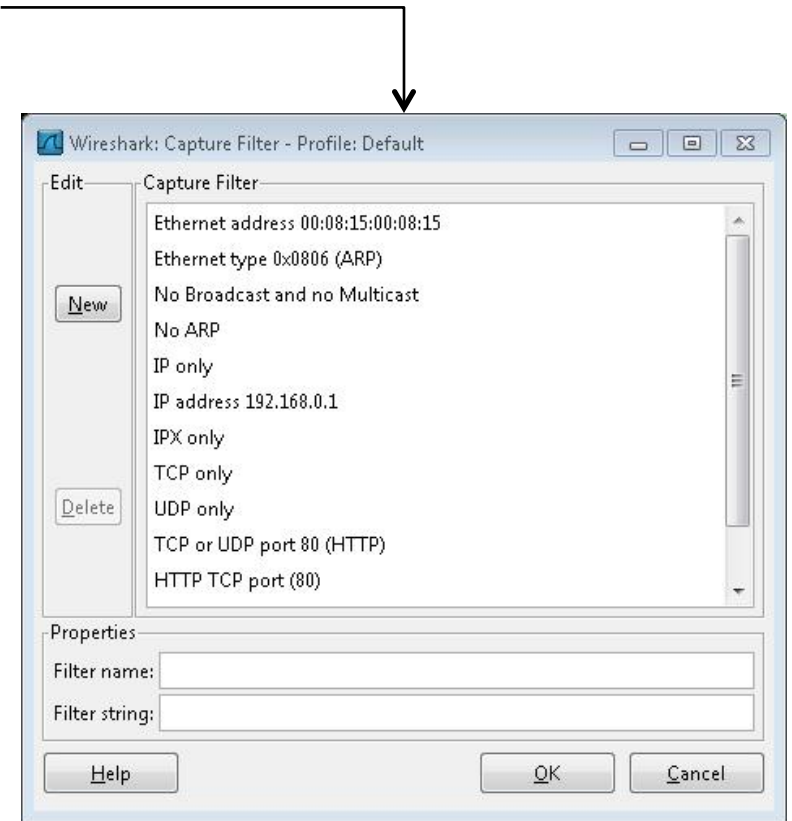 Wireshark: Capture Filter - Profile: Default
Edit
Capture Filter
Ethernet address 00:08:15:00:08:15
Ethernet type 0x0806 (ARP)
No Broadcast and no Multicast
New
No ARP
IP only
IP address 192.168.0.1
IPX only
TCP only
Delete
UDP only
TCP or UDP port 80 (HTTP)
HTTP TCP port (80)
Properties
Filter name:
Filter string:
Help
OK
Cancel